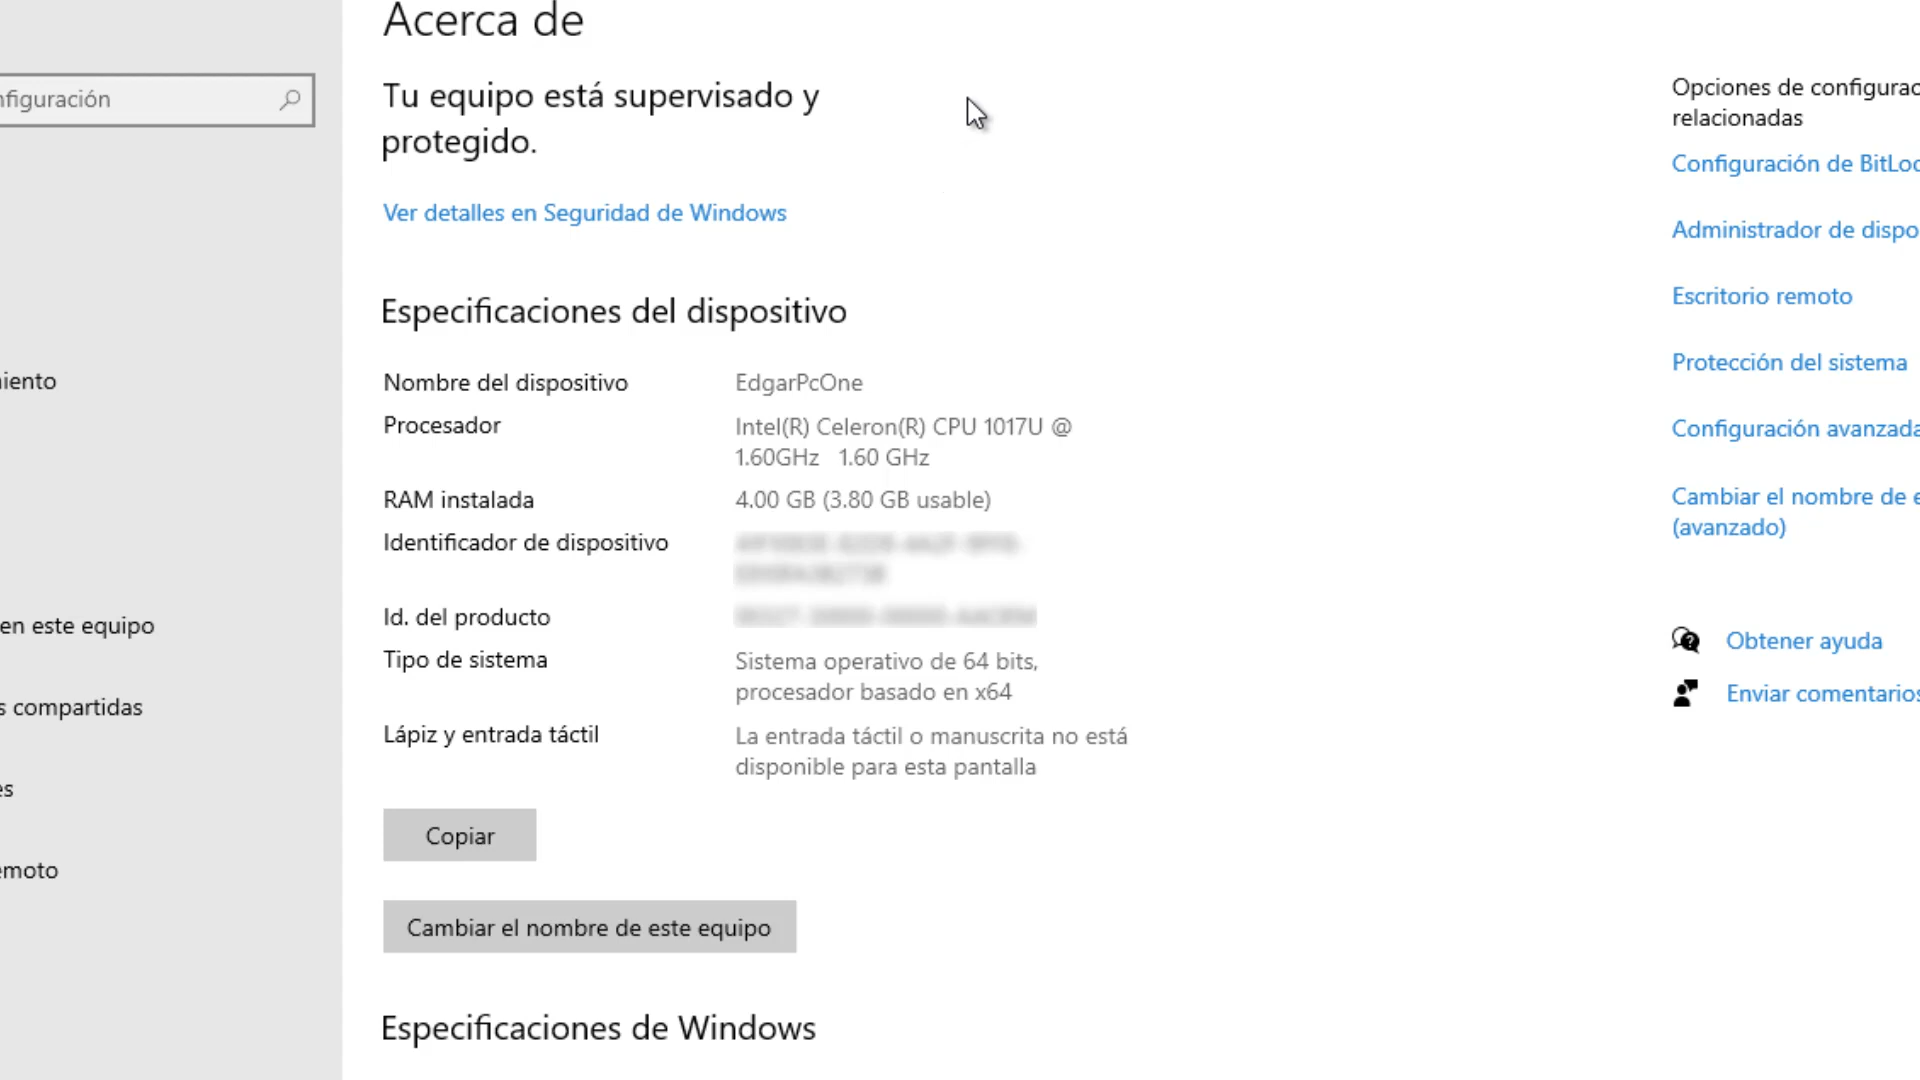 Acerca de
nfiguración
Tu equipo está supervisado y
protegido.
Ver detalles en Seguridad de Windows
Especificaciones del dispositivo
Nombre del dispositivo EdgarPcOne
Procesador Intel(R) Celeron(R) CPU 1017U @
1.60GHz 1.60 GHz
RAM instalada 4.00 GB (3.80 GB usable)
Identificador de dispositivo
Id. del producto
Tipo de sistema Sistema operativo de 64 bits,
procesador basado en x64
Lápiz y entrada táctil La entrada táctil o manuscrita no está
disponible para esta pantalla
Copiar
Cambiar el nombre de este equipo
Especificaciones de Windows
iento
en este equipo
s compartidas
es
emoto
Opciones de configurac
relacionadas
Configuración de BitLoc
Administrador de dispo
Escritorio remoto
Protección del sistema
Configuración avanzada
Cambiar el nombre de e
(avanzado)
Obtener ayuda
Enviar comentarios